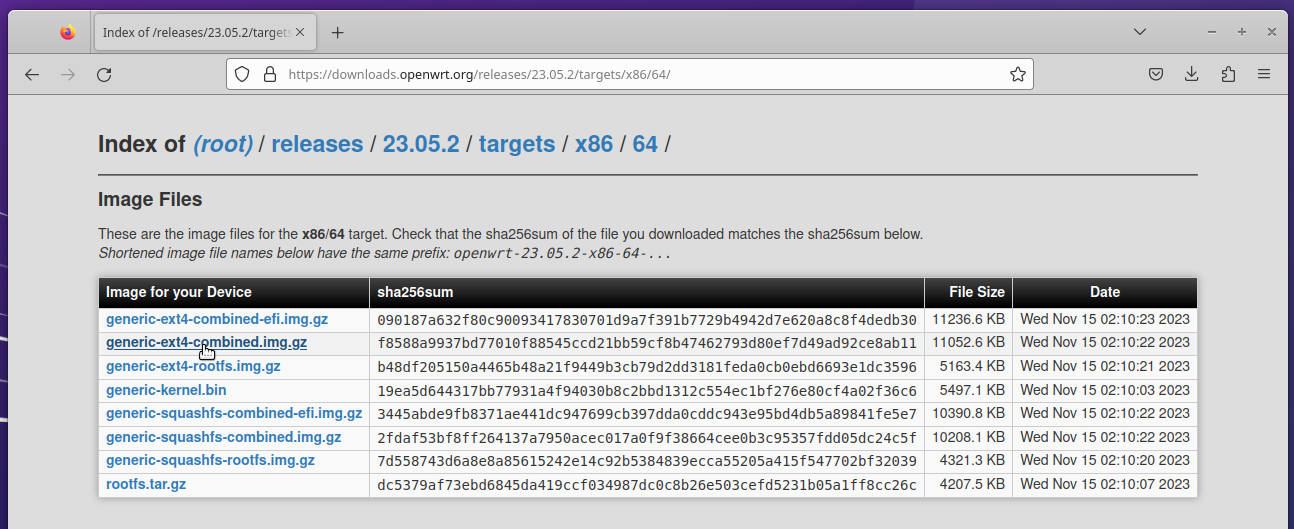 Index of /releases/23.05.2/targets
https://downloads.openwrt.org/releases/23.05.2/targets/x86/64/
Index of (root) / releases / 23.05.2 / targets / x86 / 64 /
Image Files
These are the image files for the x86/64 target. Check that the sha256sum of the file you downloaded matches the sha256sum below.
Shortened image file names below have the same prefix: openwrt-23.05.2-x86-64-...
Image for your Device sha256sum File Size Date
generic-ext4-combined-efi.img.gz 090187a632f80c90093417830701d9a7f391b7729b4942d7e620a8c8f4dedb30 11236.6 KB Wed Nov 15 02:10:23 2023
generic-ext4-combined.img.gz f8588a9937bd77010f88545ccd21bb59cf8b47462793d80ef7d49ad92ce8ab11 11052.6 KB Wed Nov 15 02:10:22 2023
generic-ext4-rootfs.img.gz b48df205150a4465b48a21f9449b3cb79d2dd3181feda0cb0ebd6693e1dc3596 5163.4 KB Wed Nov 15 02:10:21 2023
generic-kernel.bin 19ea5d644317bb77931a4f94030b8c2bbd1312c554ec1bf276e80cf4a02f36c6 5497.1 KB Wed Nov 15 02:10:03 2023
generic-squashfs-combined-efi.img.gz 3445abde9fb8371ae441dc947699cb397dda0cddc943e95bd4db5a89841fe5e7 10390.8 KB Wed Nov 15 02:10:22 2023
generic-squashfs-combined.img.gz 2fdaf53bf8ff264137a7950acec017a0f9f38664cee0b3c95357fdd05dc24c5f 10208.1 KB Wed Nov 15 02:10:22 2023
generic-squashfs-rootfs.img.gz 7d558743d6a8e8a85615242e14c92b5384839ecca55205a415f547702bf32039 4321.3 KB Wed Nov 15 02:10:20 2023
rootfs.tar.gz dc5379af73ebd6845da419ccf034987dc0c8b26e503cefd5231b05a1ff8cc26c 4207.5 KB Wed Nov 15 02:10:07 2023